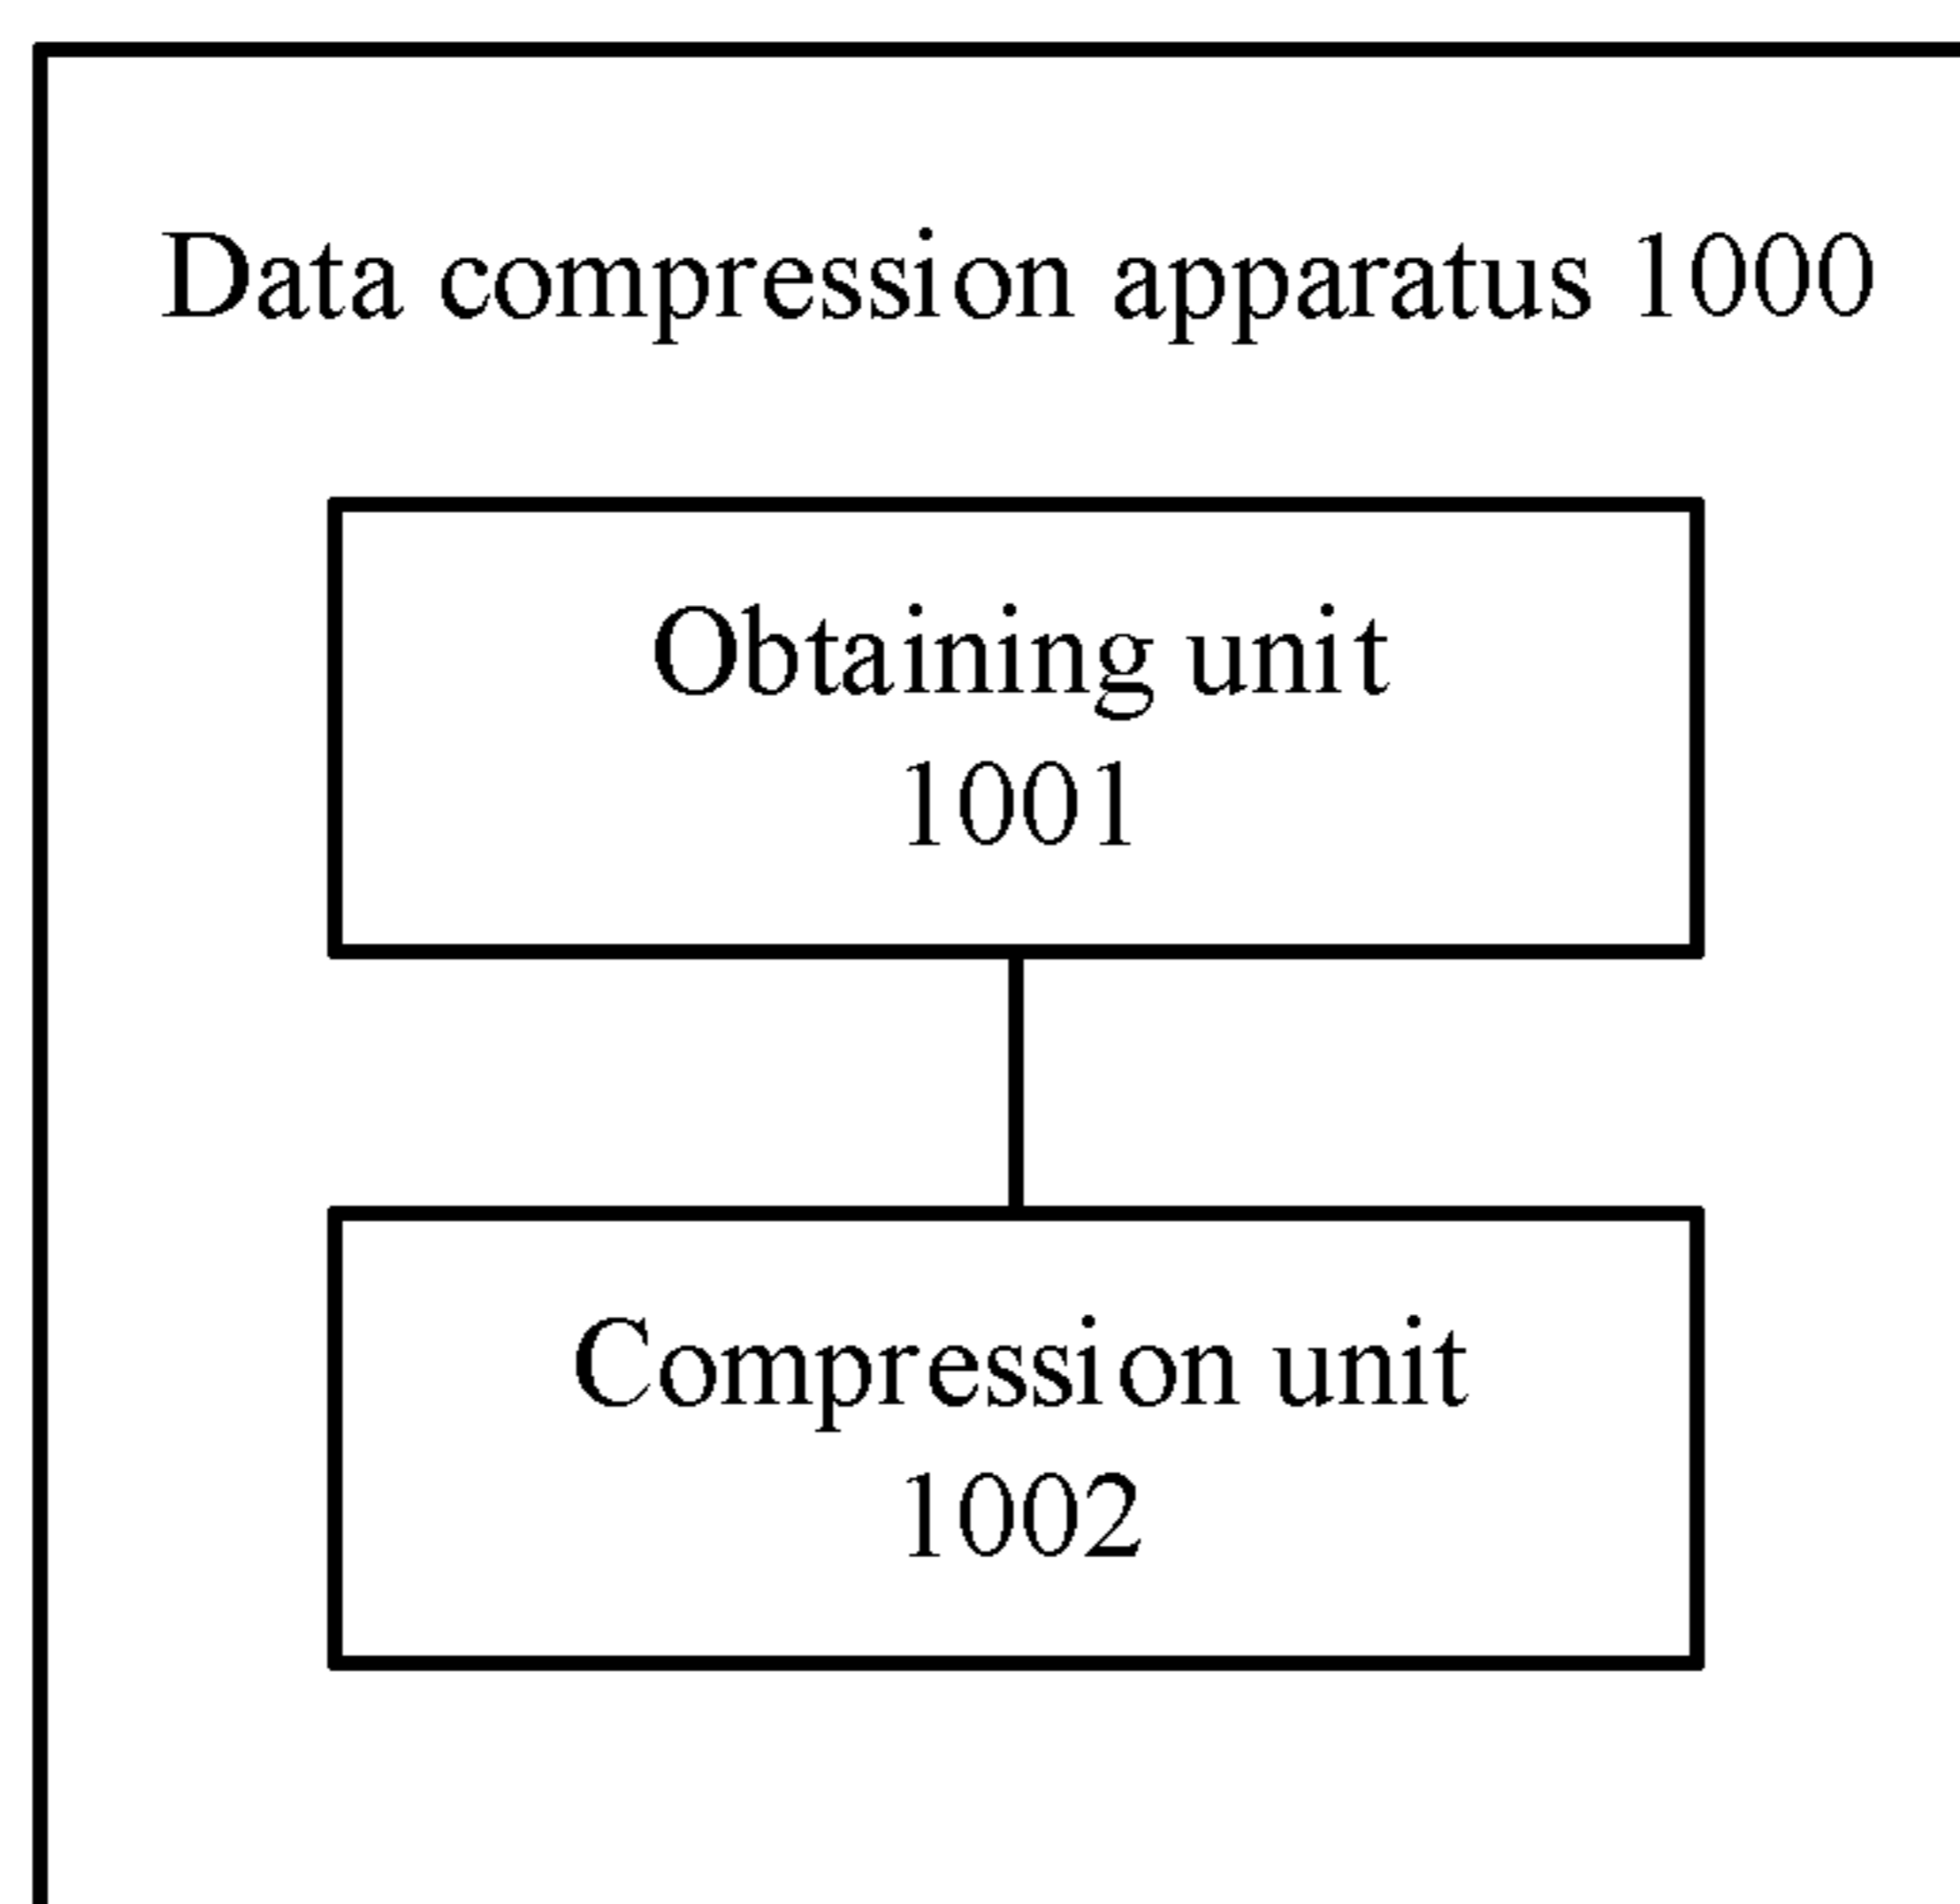 Data compression apparatus 1000
Obtaining unit
1001
Compression unit
1002